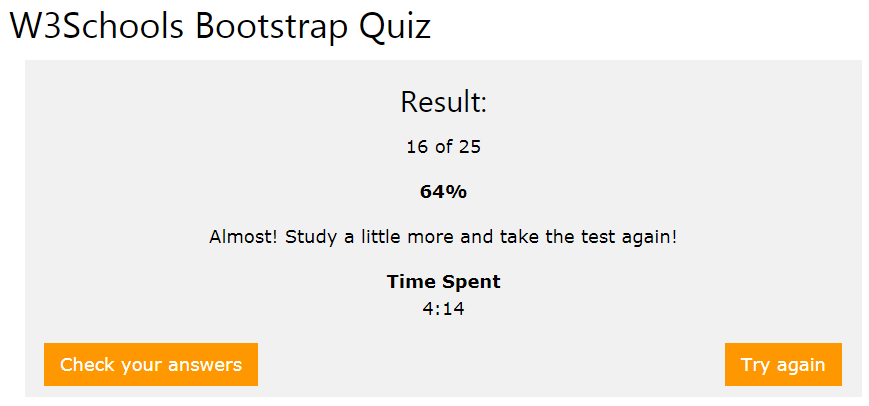 W3Schools Bootstrap Quiz
Result:
16 of 25
64%
Almost! Study a little more and take the test again!
Time Spent
4:14
Check your answers
Try again